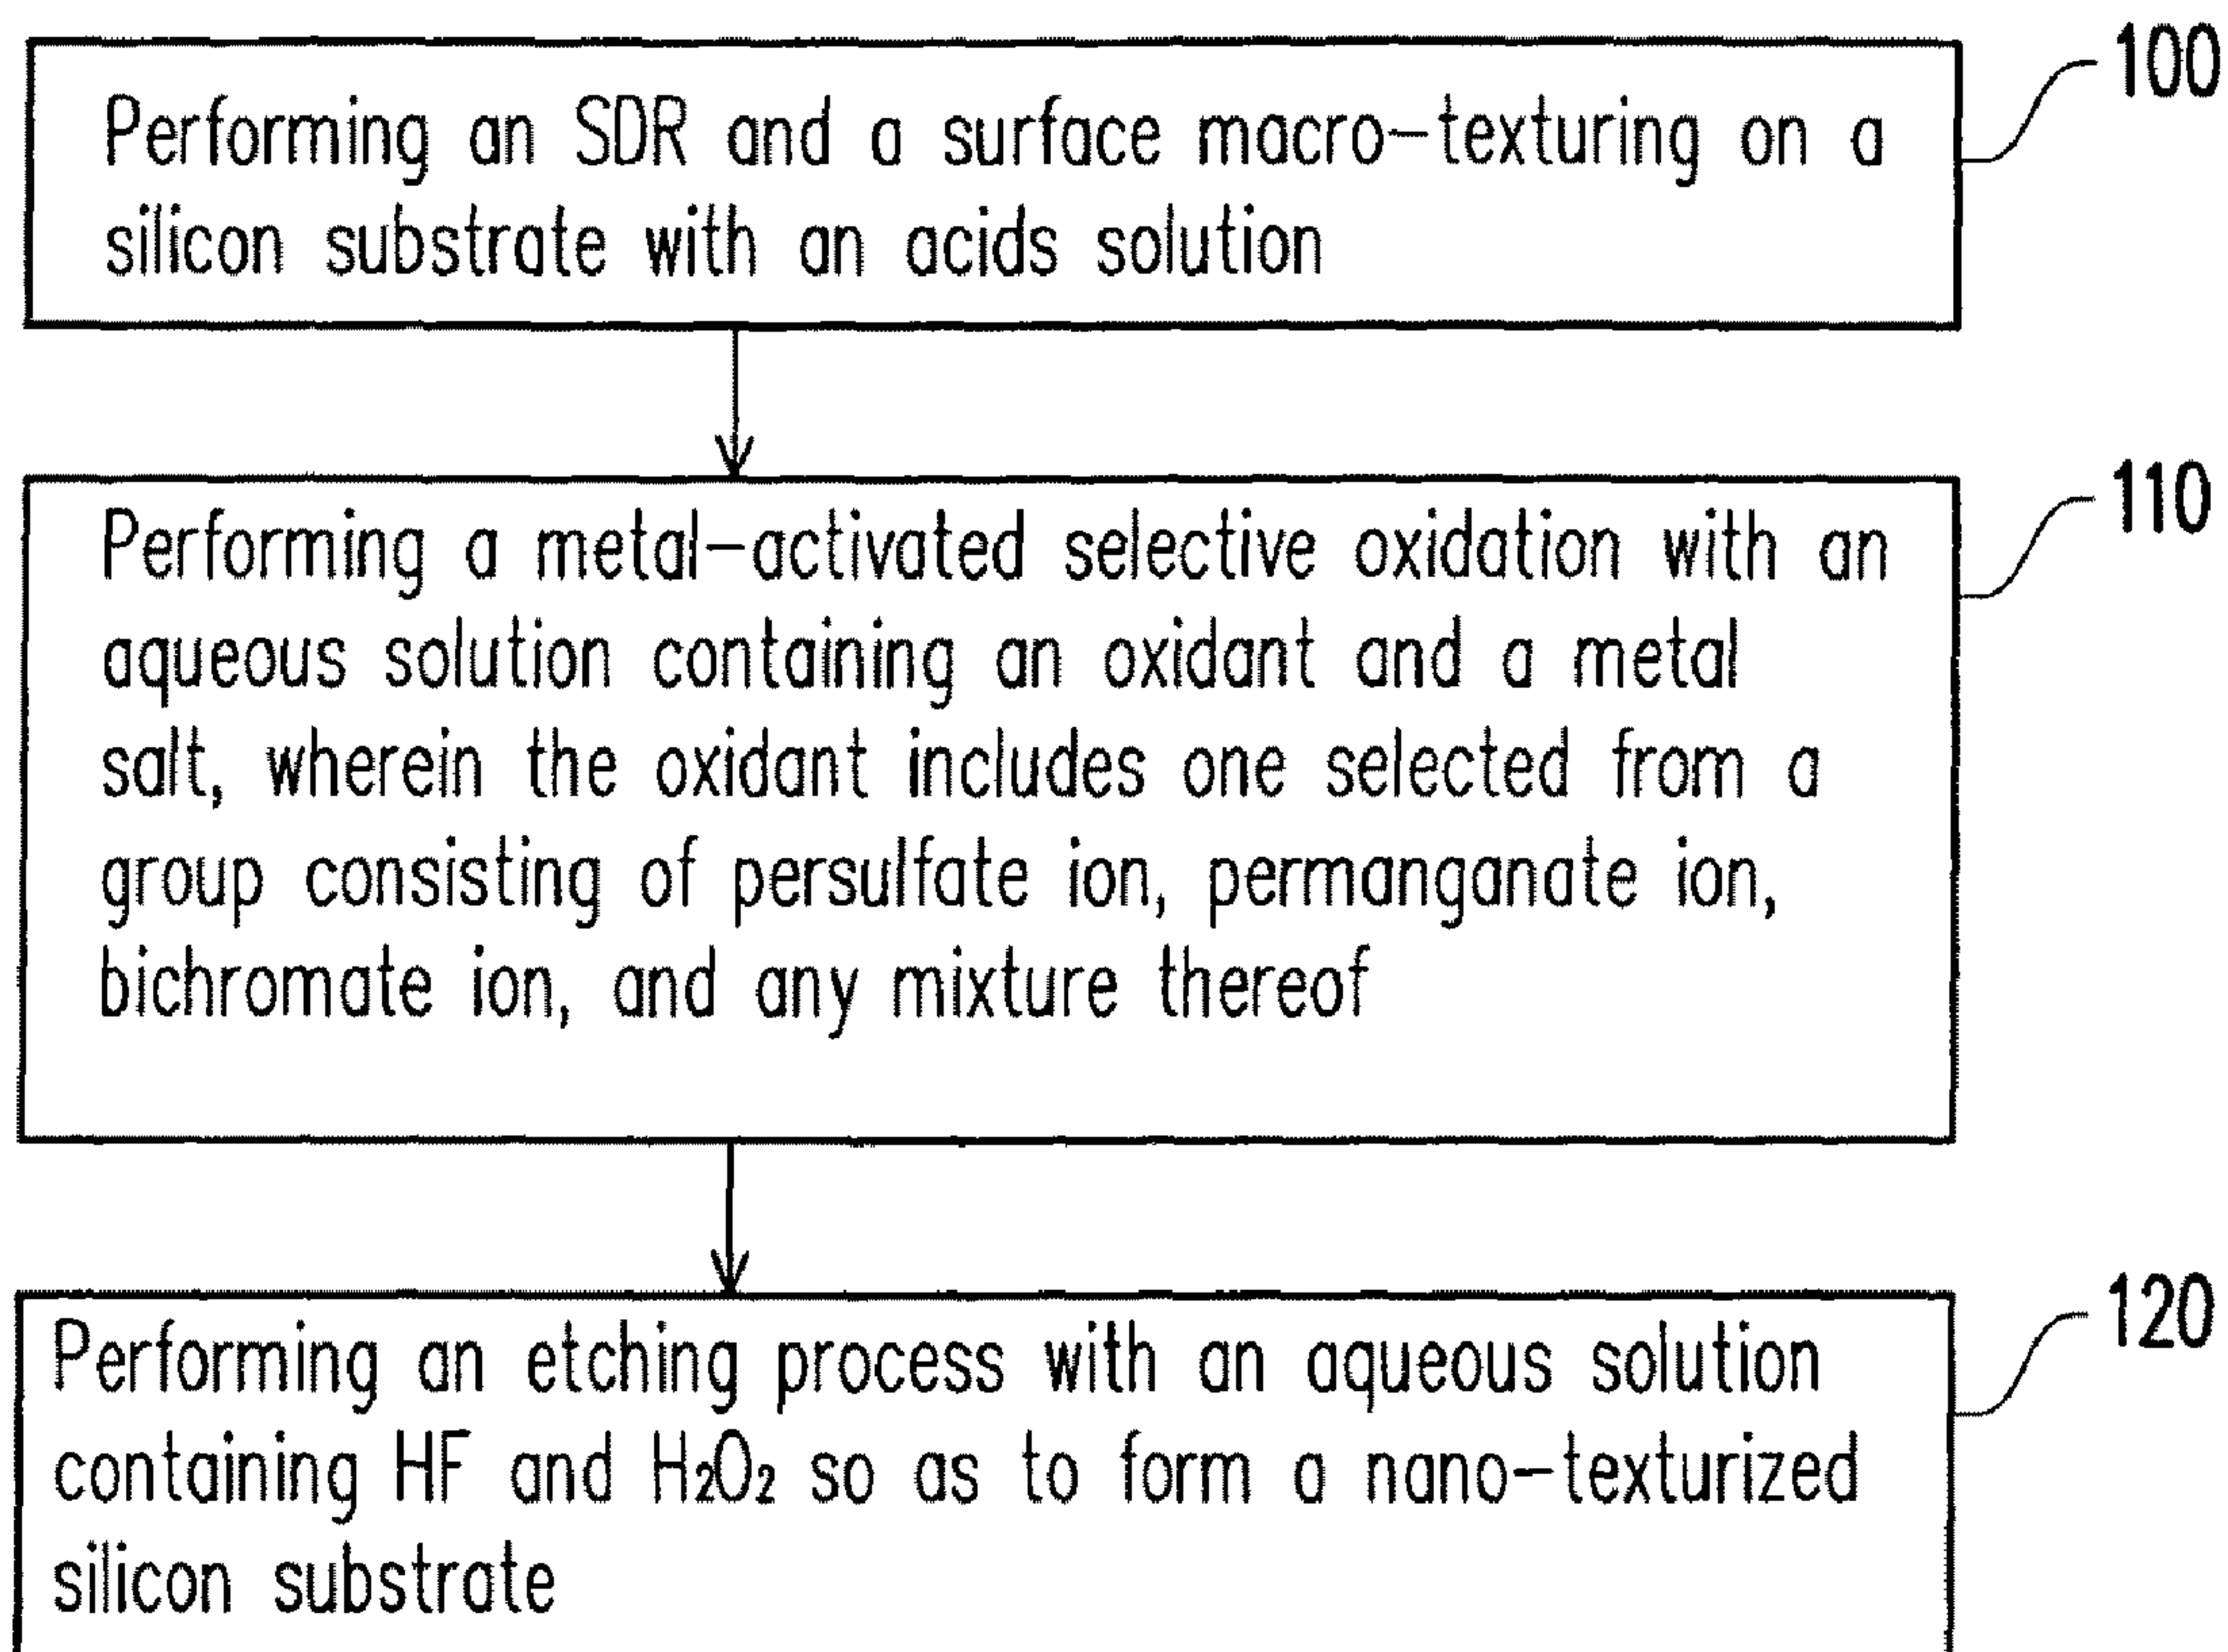 100
Performing an SDR and a surface macro-texturing on a
silicon substrate with an acids solution
110
Performing a metal-activated selective oxidation with an
aqueous solution containing an oxidant and a metal
salt, wherein the oxidant includes one selected from a
group consisting of persulfate ion, permanganate ion,
bichromate ion, and any mixture thereof
120
Performing an etching process with an aqueous solution
containing HF and H₂O₂ so as to form a nano-texturized
silicon substrate